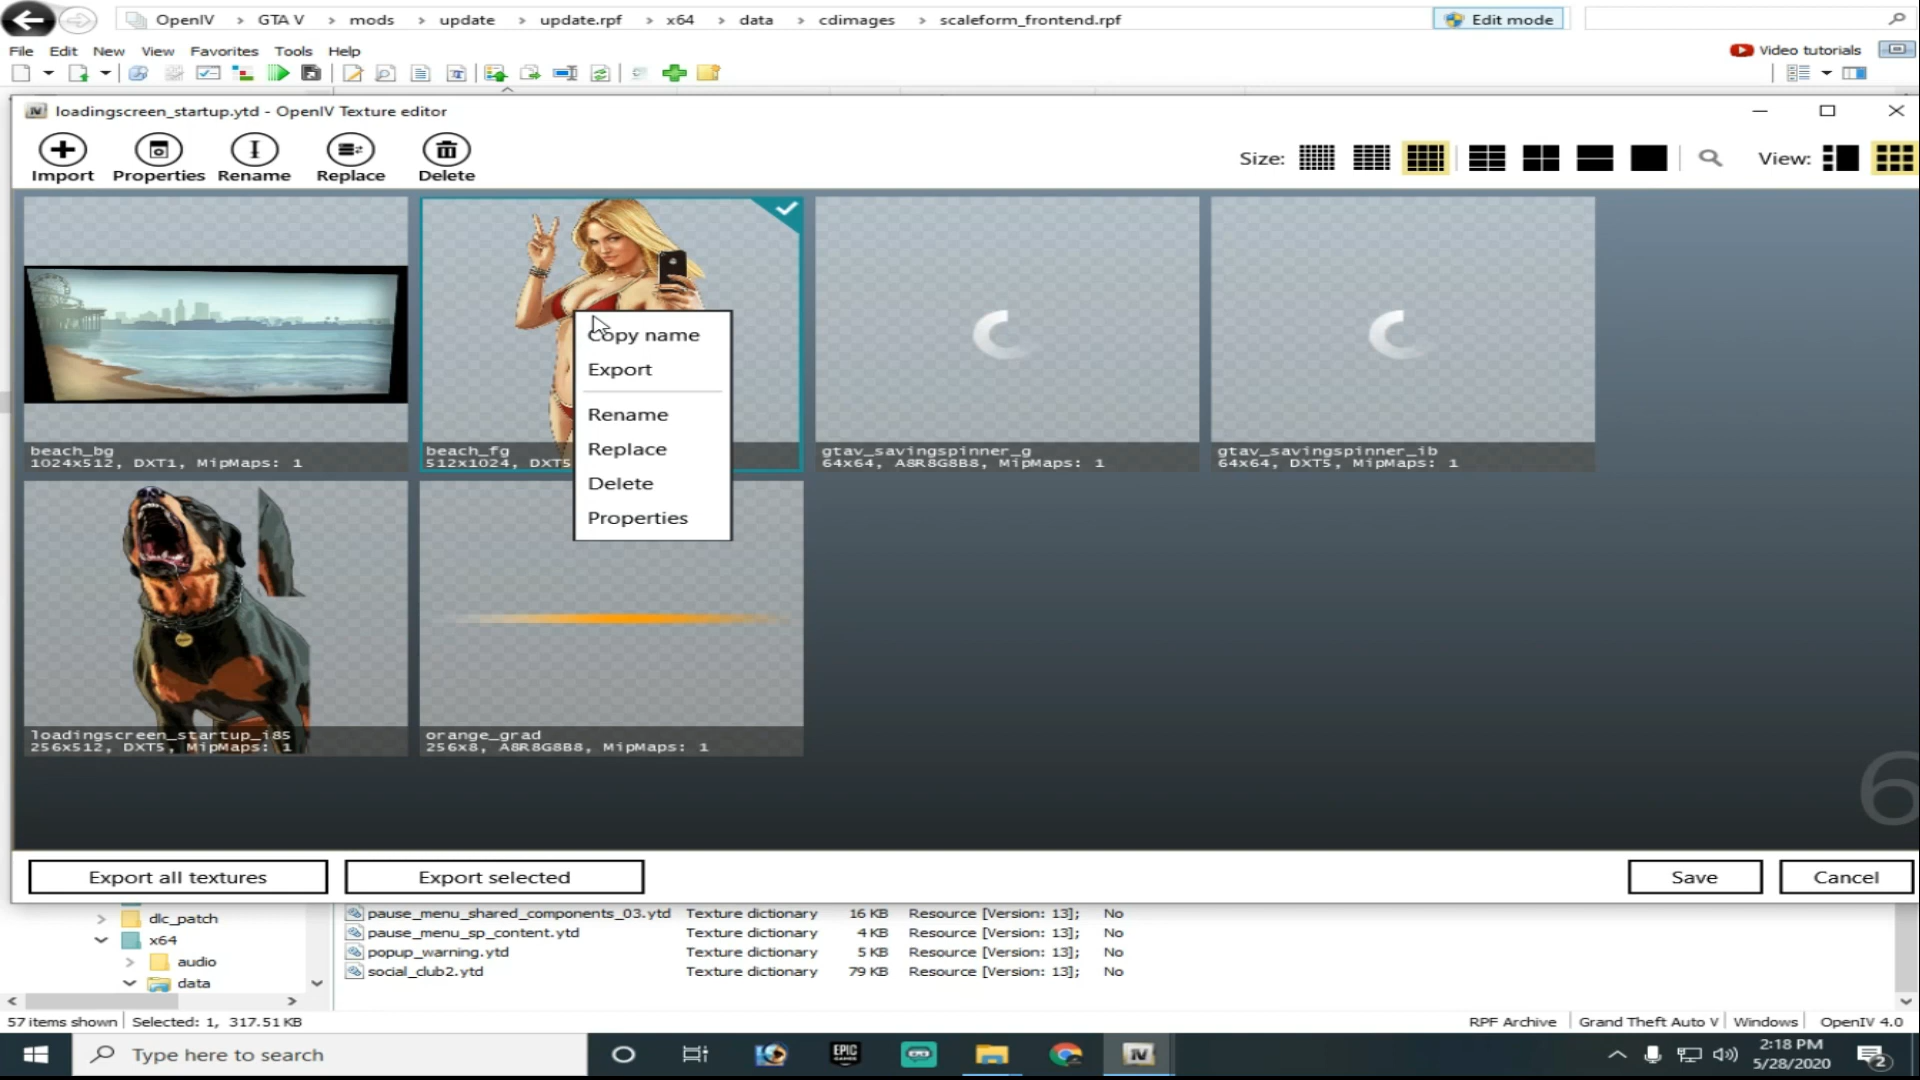 OpenIV › GTA V › mods › update › update.rpf › x64 › data › cdimages › scaleform_frontend.rpf
Edit mode
File Edit New View Favorites Tools Help
Video tutorials
IV loadingscreen_startup.ytd - OpenIV Texture editor
Import Properties Rename Replace Delete
Size: View:
Copy name
Export
Rename
Replace
Delete
Properties
beach_bg
1024x512, DXT1, MipMaps: 1
beach_fg
512x1024, DXT5
gtav_savingspinner_g
64x64, A8R8G8B8, MipMaps: 1
gtav_savingspinner_ib
64x64, DXT5, MipMaps: 1
loadingscreen_startup_i85
256x512, DXT5, MipMaps: 1
orange_grad
256x8, A8R8G8B8, MipMaps: 1
6
Export all textures Export selected Save Cancel
dlc_patch
x64
audio
data
pause_menu_shared_components_03.ytd Texture dictionary 16 KB Resource [Version: 13]; No
pause_menu_sp_content.ytd Texture dictionary 4 KB Resource [Version: 13]; No
popup_warning.ytd Texture dictionary 5 KB Resource [Version: 13]; No
social_club2.ytd Texture dictionary 79 KB Resource [Version: 13]; No
57 items shown Selected: 1, 317.51 KB
RPF Archive Grand Theft Auto V Windows OpenIV 4.0
Type here to search
EPIC
GAMES
IV
2:18 PM
5/28/2020
2